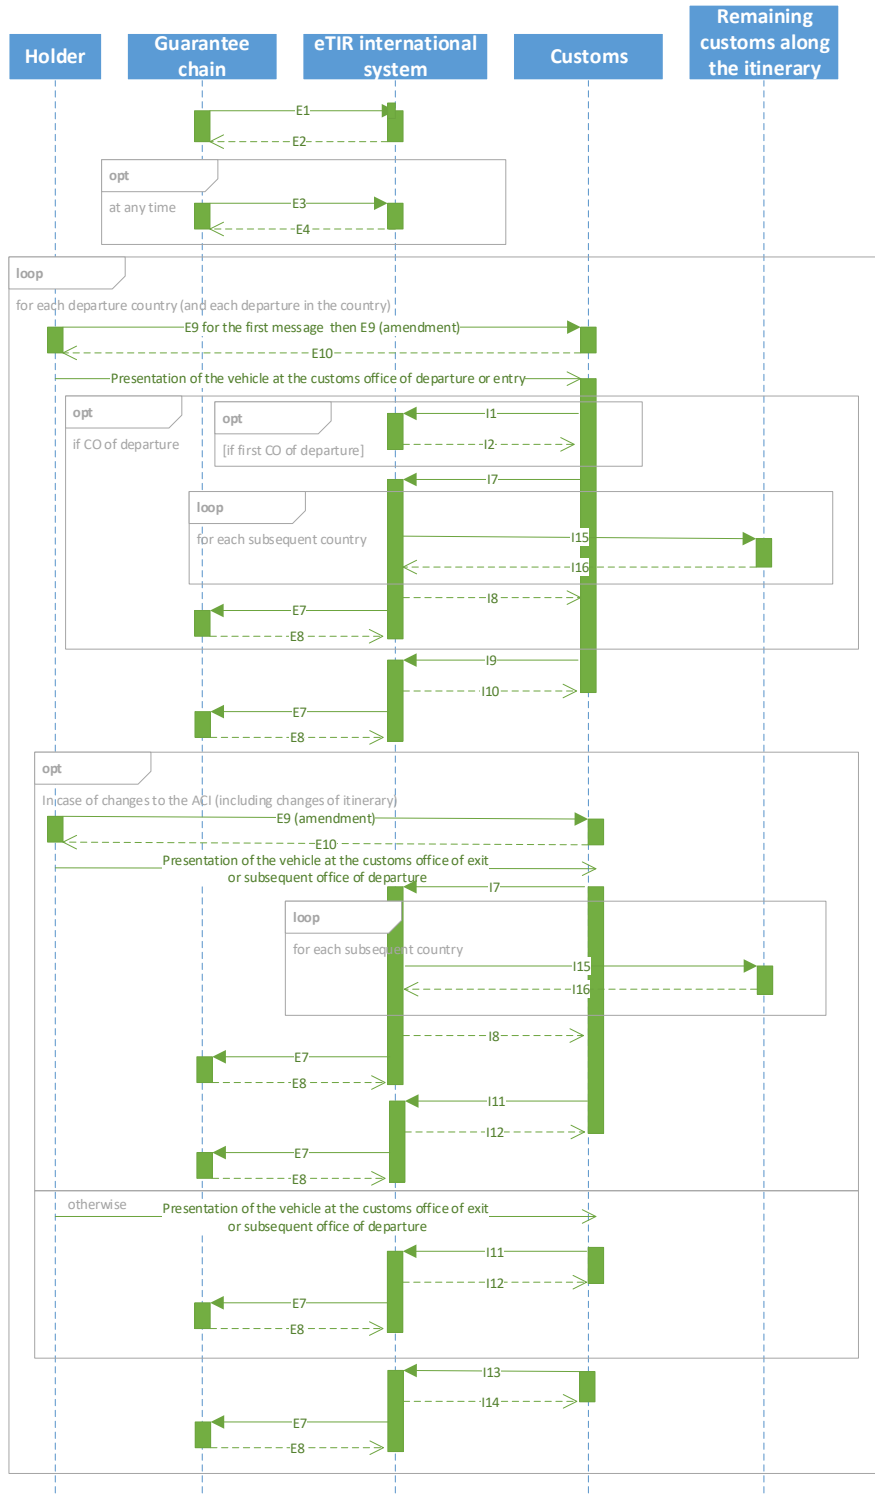 Holder
Guarantee
chain
eTIR international
system
Customs
Remaining
customs along
the itinerary
E1
E2
opt
at any time
E3
E4
loop
for each departure country (and each departure in the country)
E9 for the first message then E9 (amendment)
E10
Presentation of the vehicle at the customs office of departure or entry
opt
if CO of departure
opt
[if first CO of departure]
I1
I2
I7
loop
for each subsequent country
I15
I16
I8
E7
E8
I9
I10
E7
E8
opt
In case of changes to the ACI (including changes of itinerary)
E9 (amendment)
E10
Presentation of the vehicle at the customs office of exit
or subsequent office of departure
I7
loop
for each subsequent country
I15
I16
I8
E7
E8
I11
I12
E7
E8
otherwise
Presentation of the vehicle at the customs office of exit
or subsequent office of departure
I11
I12
E7
E8
I13
I14
E7
E8